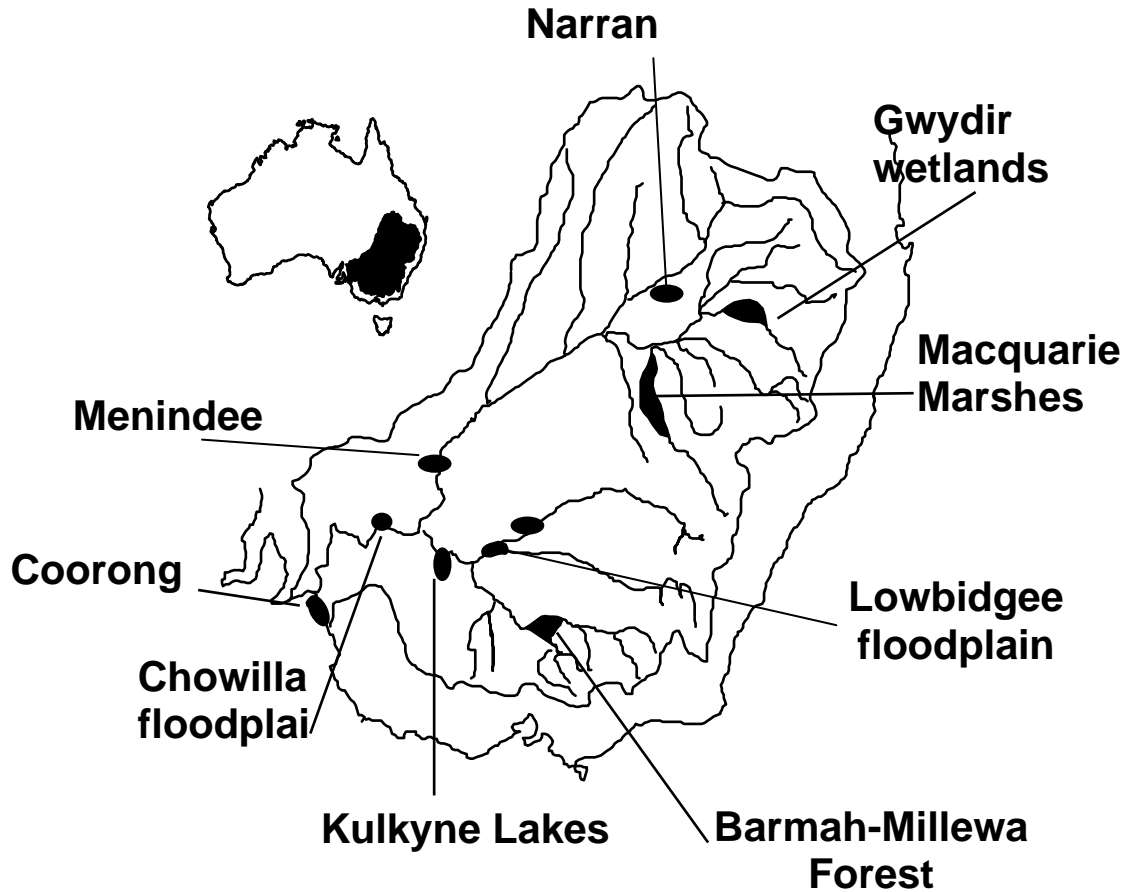 Narran
Gwydir
wetlands
Macquarie
Marshes
Menindee
Coorong
Lowbidgee
floodplain
Chowilla
floodplai
Kulkyne Lakes
Barmah-Millewa
Forest